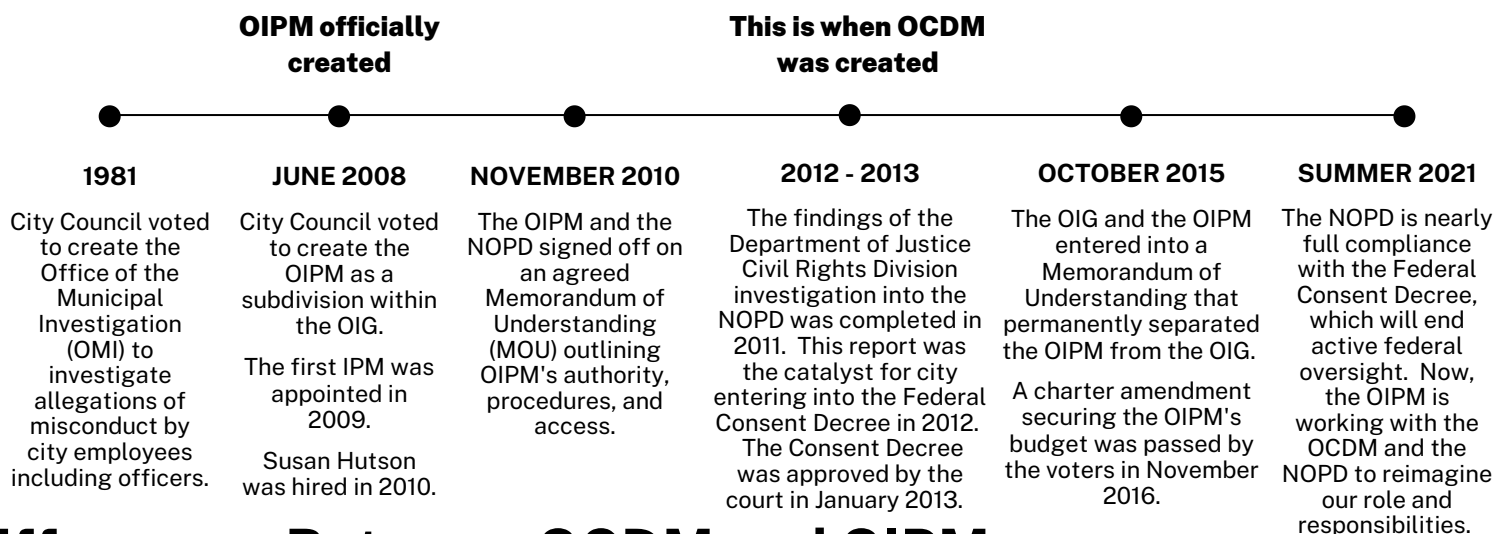 OIPM officially
created
This is when OCDM
was created
1981
City Council voted
to create the
Office of the
Municipal
Investigation
(OMI) to
investigate
allegations of
misconduct by
city employees
including officers.
JUNE 2008
City Council voted
to create the
OIPM as a
subdivision within
the OIG.
The first IPM was
appointed in
2009.
Susan Hutson
was hired in 2010.
NOVEMBER 2010
The OIPM and the
NOPD signed off on
an agreed
Memorandum of
Understanding
(MOU) outlining
OIPM's authority,
procedures, and
access.
2012 - 2013
The findings of the
Department of Justice
Civil Rights Division
investigation into the
NOPD was completed in
2011. This report was
the catalyst for city
entering into the Federal
Consent Decree in 2012.
The Consent Decree
was approved by the
court in January 2013.
OCTOBER 2015
The OIG and the OIPM
entered into a
Memorandum of
Understanding that
permanently separated
the OIPM from the OIG.
A charter amendment
securing the OIPM's
budget was passed by
the voters in November
2016.
SUMMER 2021
The NOPD is nearly
full compliance
with the Federal
Consent Decree,
which will end
active federal
oversight. Now,
the OIPM is
working with the
OCDM and the
NOPD to reimagine
our role and
responsibilities.